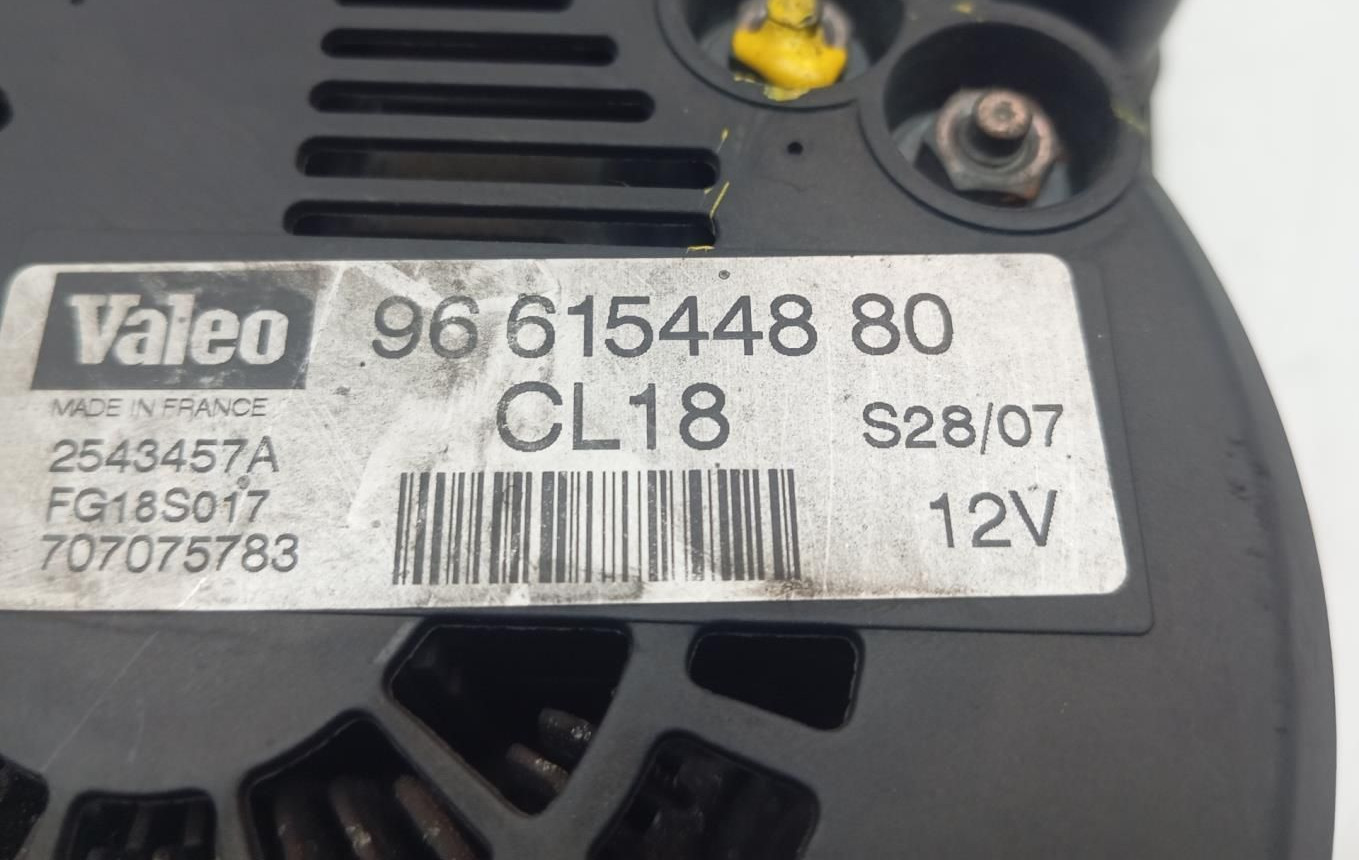 Valeo
96 615448 80
MADE IN FRANCE
CL18
S28/07
2543457A
FG18S017
12V
707075783